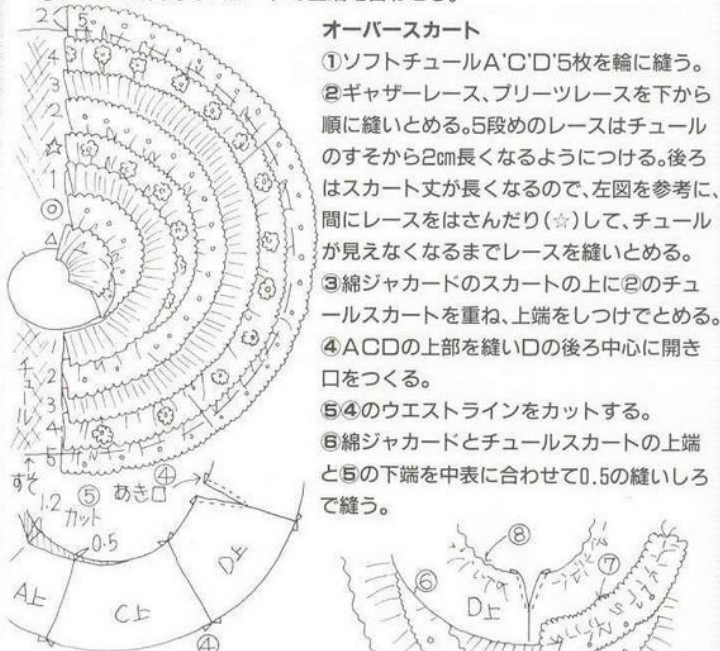 オーバースカート
①ソフトチュールA'C'D'5枚を輪に縫う。
②ギャザーレース、プリーツレースを下から
順に縫いとめる。5段めのレースはチュール
のすそから2㎝長くなるようにつける。後ろ
はスカート丈が長くなるので、左図を参考に、
間にレースをはさんだり(☆)して、チュール
が見えなくなるまでレースを縫いとめる。
③綿ジャカードのスカートの上に②のチュ
ールスカートを重ね、上端をしつけでとめる。
④ACDの上部を縫いDの後ろ中心に開き
口をつくる。
⑤④のウエストラインをカットする。
⑥綿ジャカードとチュールスカートの上端
と⑤の下端を中表に合わせて0.5の縫いしろ
で縫う。
2
5
4
3
2
☆
1
◎
△
チュール
1
2
3
4
5
すそ
1.2
⑤
カット
0.5
あき口
④
A上
C上
D上
④
⑧
⑥
D上
⑦